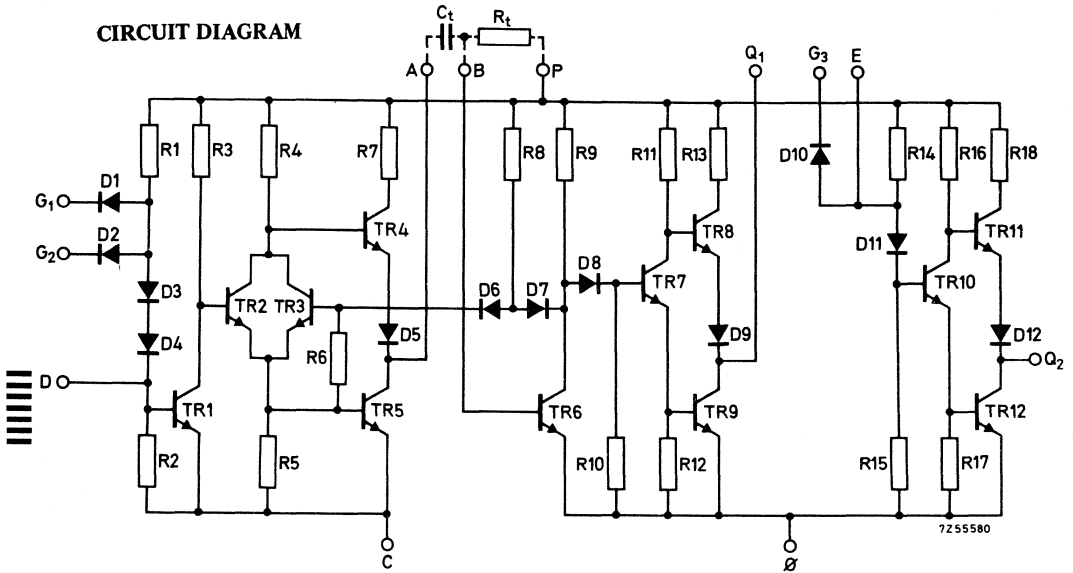 CIRCUIT DIAGRAM
Ct Rt
A B P Q1 G3 E
R1 R3 R4 R7 R8 R9 R11 R13 D10 R14 R16 R18
G1 D1
TR4 TR8 TR11
G2 D2 D11
D3 D6 D7 D8 TR7 TR10
TR2 TR3
D4 R6 D5 D9 D12
Q2
D
TR1 TR5 TR6 TR9 TR12
R2 R5 R10 R12 R15 R17
7Z55580
C Ø